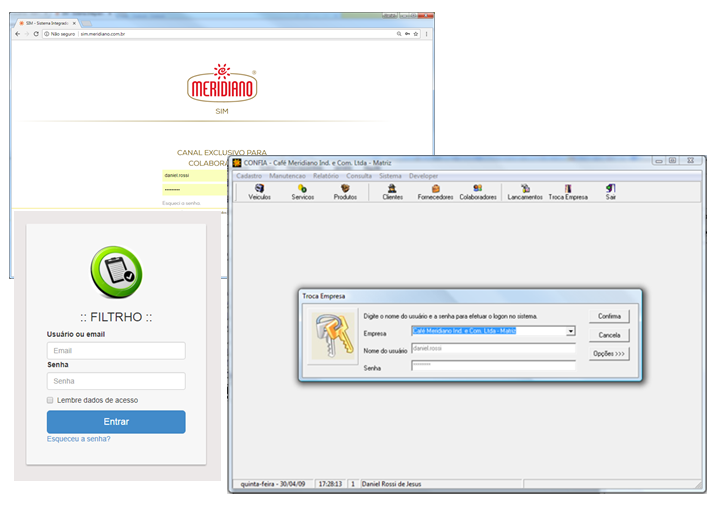 SIM - Sistema Integrado
Não seguro | sim.meridiano.com.br
MERIDIANO
SIM
CANAL EXCLUSIVO PARA
COLABORA
daniel.rossi
********
Esqueci o senha
:: FILTRHO ::
Usuário ou email
Email
Senha
Senha
Lembre dados de acesso
Entrar
Esqueceu a senha?
CONFIA - Café Meridiano Ind. e Com. Ltda - Matriz
Cadastro Manutencao Relatório Consulta Sistema Developer
Veiculos Servicos Produtos Clientes Fornecedores Colaboradores Lancamentos Troca Empresa Sair
Troca Empresa
Digite o nome do usuário e a senha para efetuar o logon no sistema.
Empresa Café Meridiano Ind. e Com. Ltda - Matriz
Nome do usuário daniel.rossi
Senha ********
Confirma
Cancela
Opções >>>
quinta-feira - 30/04/09 17:28:13 1 Daniel Rossi de Jesus